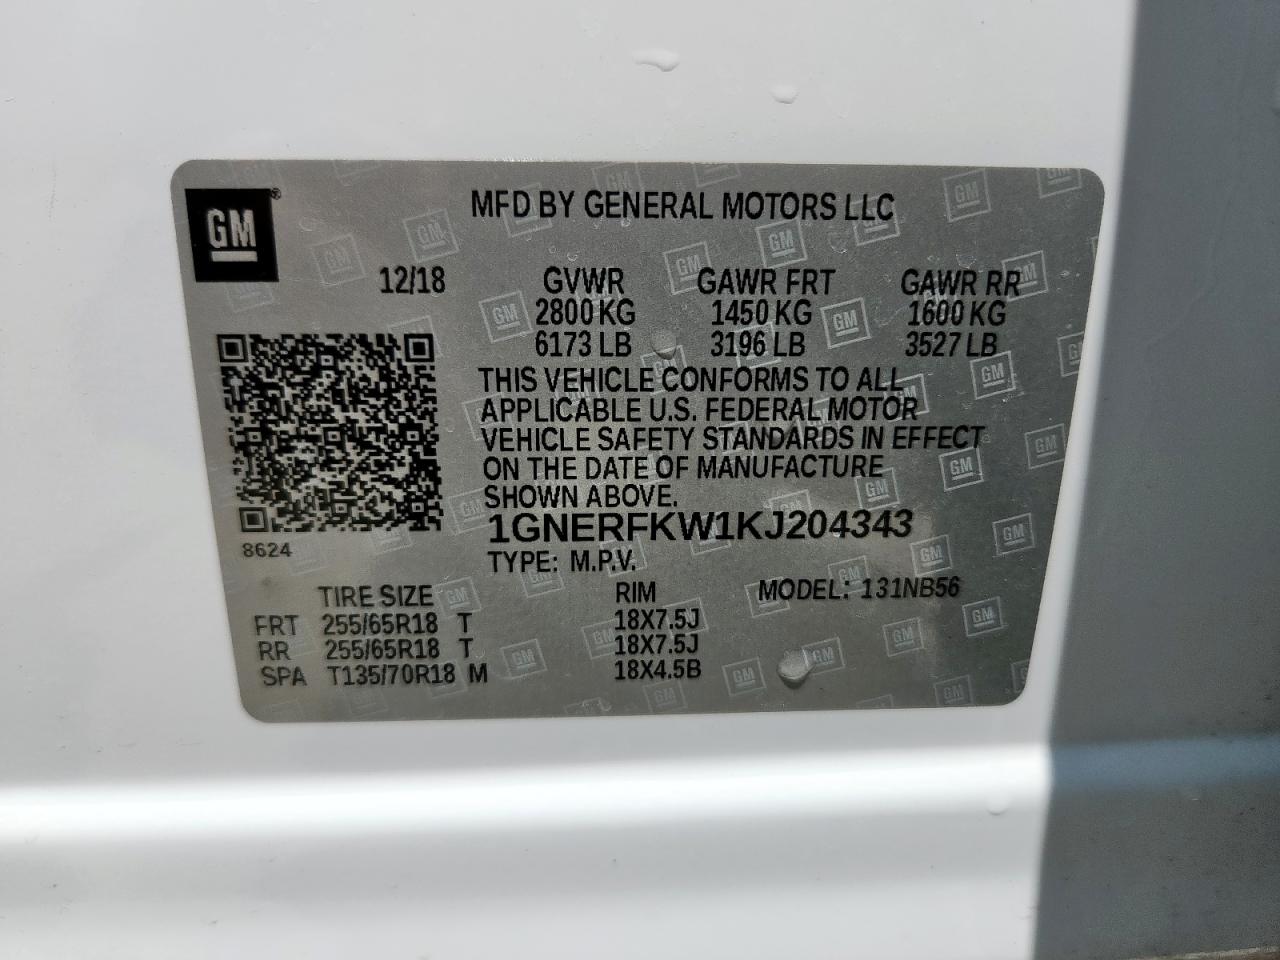 GM®
MFD BY GENERAL MOTORS LLC
12/18 GVWR GAWR FRT GAWR RR
2800 KG 1450 KG 1600 KG
6173 LB 3196 LB 3527 LB
THIS VEHICLE CONFORMS TO ALL
APPLICABLE U.S. FEDERAL MOTOR
VEHICLE SAFETY STANDARDS IN EFFECT
ON THE DATE OF MANUFACTURE
SHOWN ABOVE.
1GNERFKW1KJ204343
8624
TYPE: M.P.V.
TIRE SIZE RIM MODEL: 131NB56
FRT 255/65R18 T 18X7.5J
RR 255/65R18 T 18X7.5J
SPA T135/70R18 M 18X4.5B